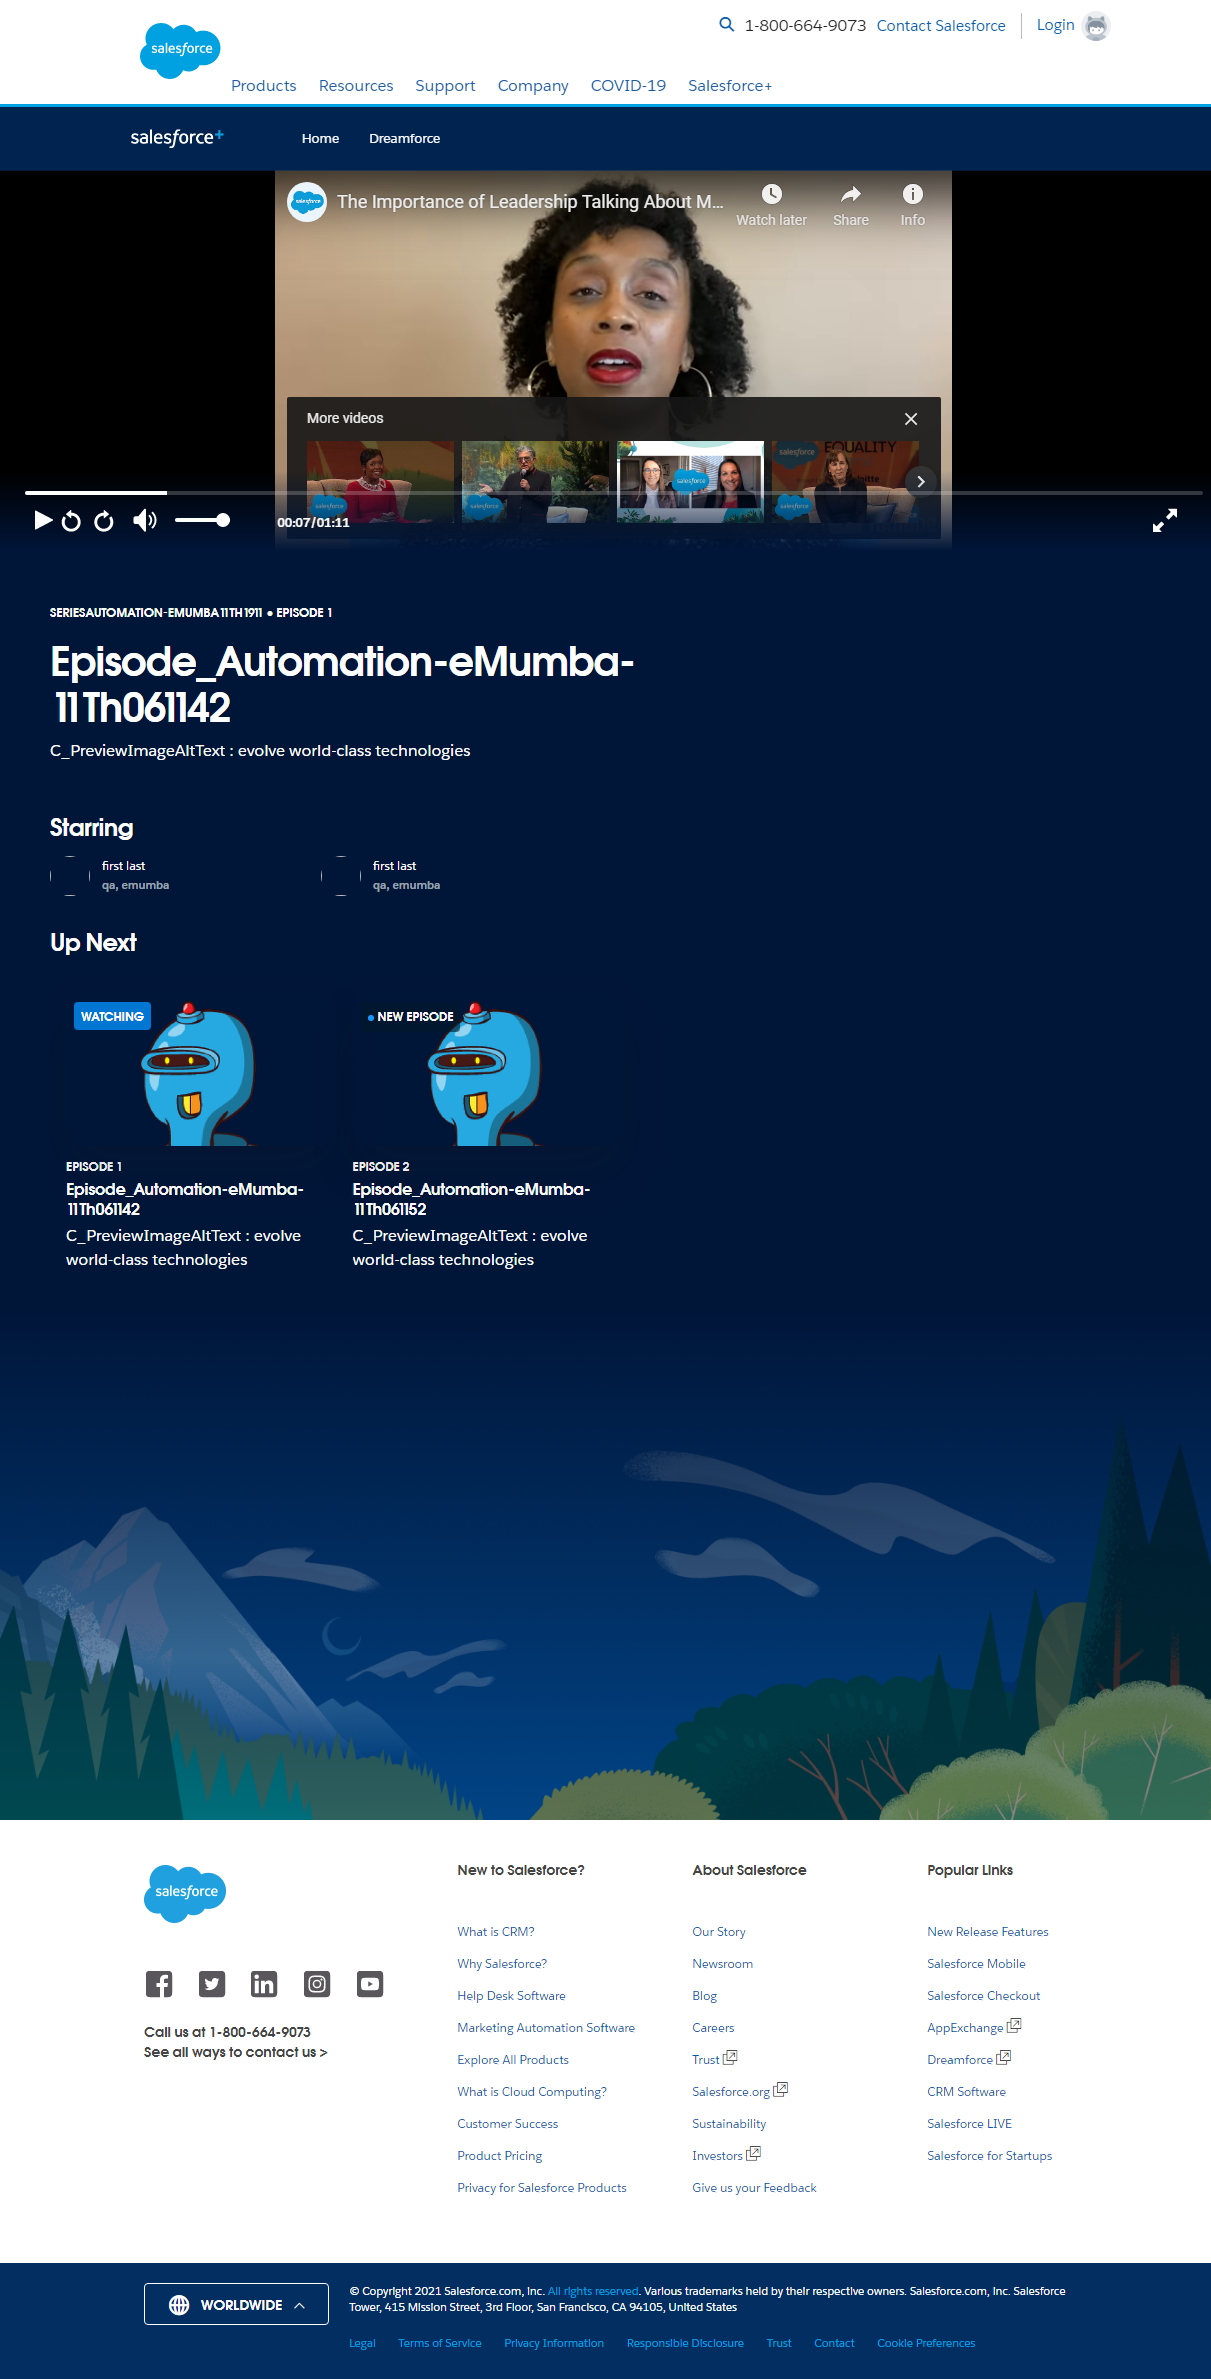 1-800-664-9073 Contact Salesforce Login
salesforce
Products Resources Support Company COVID-19 Salesforce+
salesforce+ Home Dreamforce
salesforce The Importance of Leadership Talking About M...
Watch later Share Info
More videos
salesforce
EQUALITY
salesforce
salesforce
salesforce
salesforce
00:07/01:11
SERIESAUTOMATION-EMUMBA11TH1911 • EPISODE 1
Episode_Automation-eMumba-
11Th061142
C_PreviewImageAltText : evolve world-class technologies
Starring
first last
qa, emumba
first last
qa, emumba
Up Next
WATCHING
EPISODE 1
Episode_Automation-eMumba-
11Th061142
C_PreviewImageAltText : evolve
world-class technologies
NEW EPISODE
EPISODE 2
Episode_Automation-eMumba-
11Th061152
C_PreviewImageAltText : evolve
world-class technologies
salesforce
Call us at 1-800-664-9073
See all ways to contact us >
New to Salesforce?
What is CRM?
Why Salesforce?
Help Desk Software
Marketing Automation Software
Explore All Products
What is Cloud Computing?
Customer Success
Product Pricing
Privacy for Salesforce Products
About Salesforce
Our Story
Newsroom
Blog
Careers
Trust
Salesforce.org
Sustainability
Investors
Give us your Feedback
Popular Links
New Release Features
Salesforce Mobile
Salesforce Checkout
AppExchange
Dreamforce
CRM Software
Salesforce LIVE
Salesforce for Startups
WORLDWIDE
© Copyright 2021 Salesforce.com, inc. All rights reserved. Various trademarks held by their respective owners. Salesforce.com, inc. Salesforce
Tower, 415 Mission Street, 3rd Floor, San Francisco, CA 94105, United States
Legal Terms of Service Privacy Information Responsible Disclosure Trust Contact Cookie Preferences